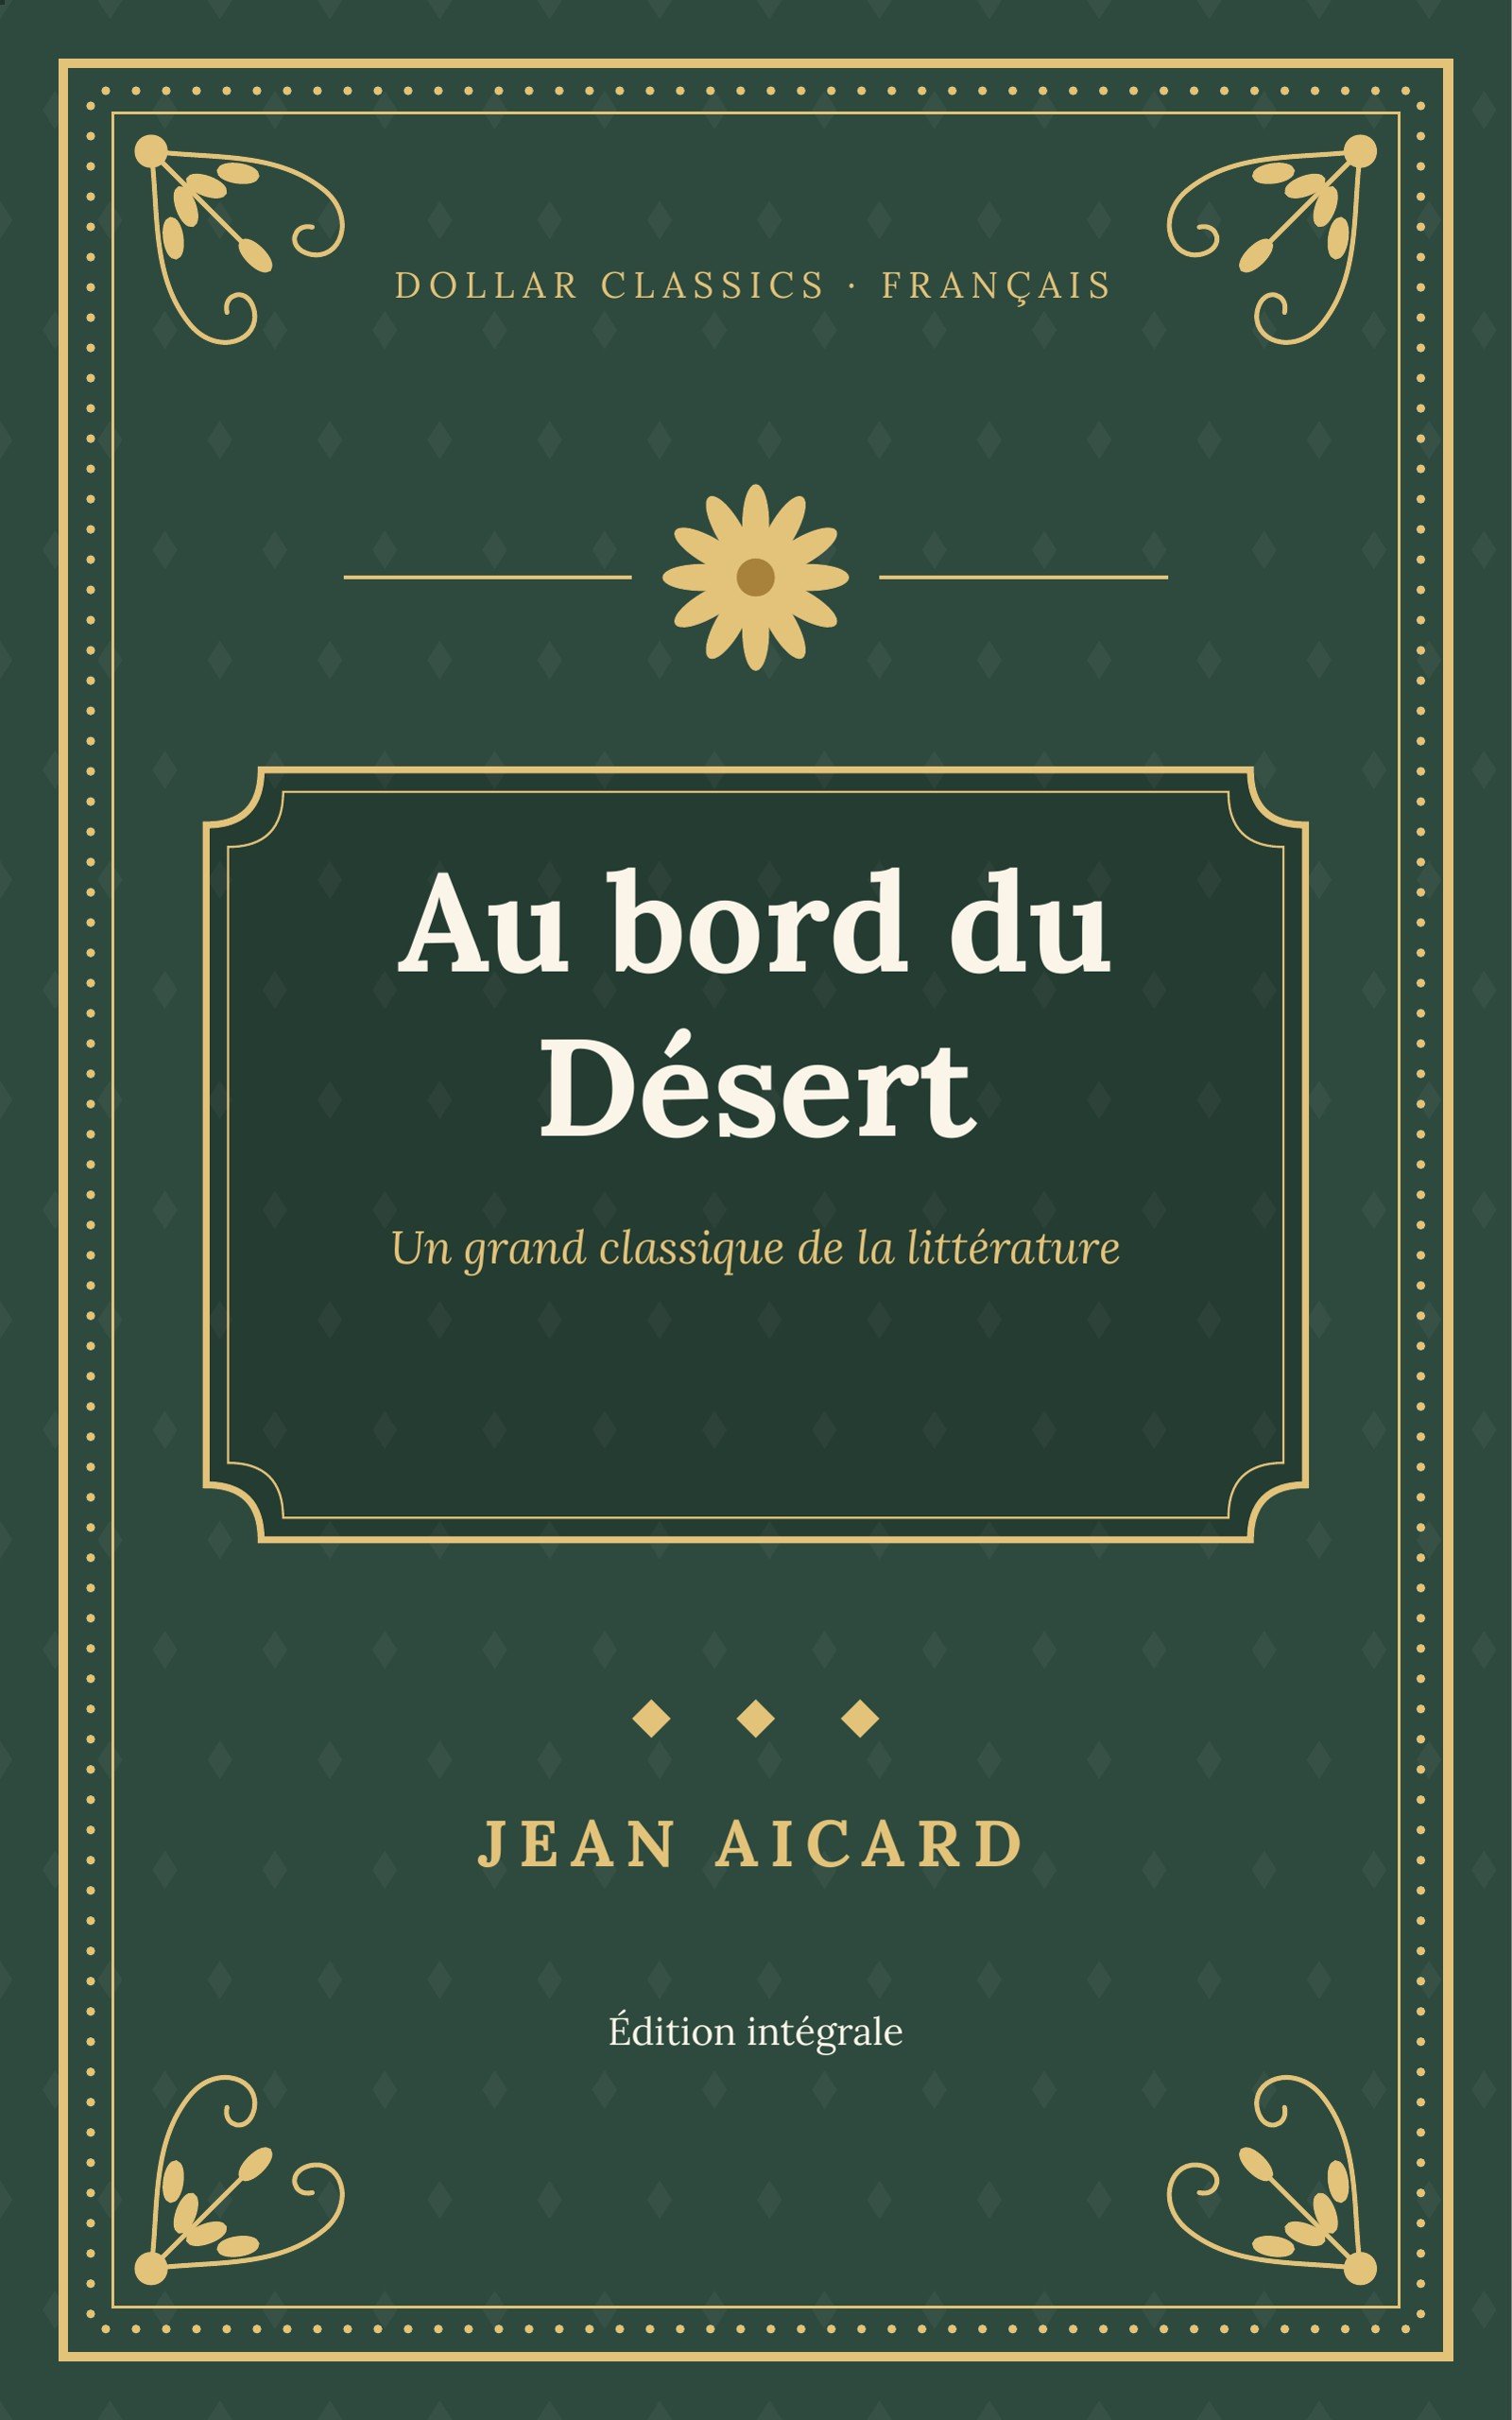 DOLLAR CLASSICS · FRANÇAIS
Au bord du
Désert
Un grand classique de la littérature
JEAN AICARD
Édition intégrale